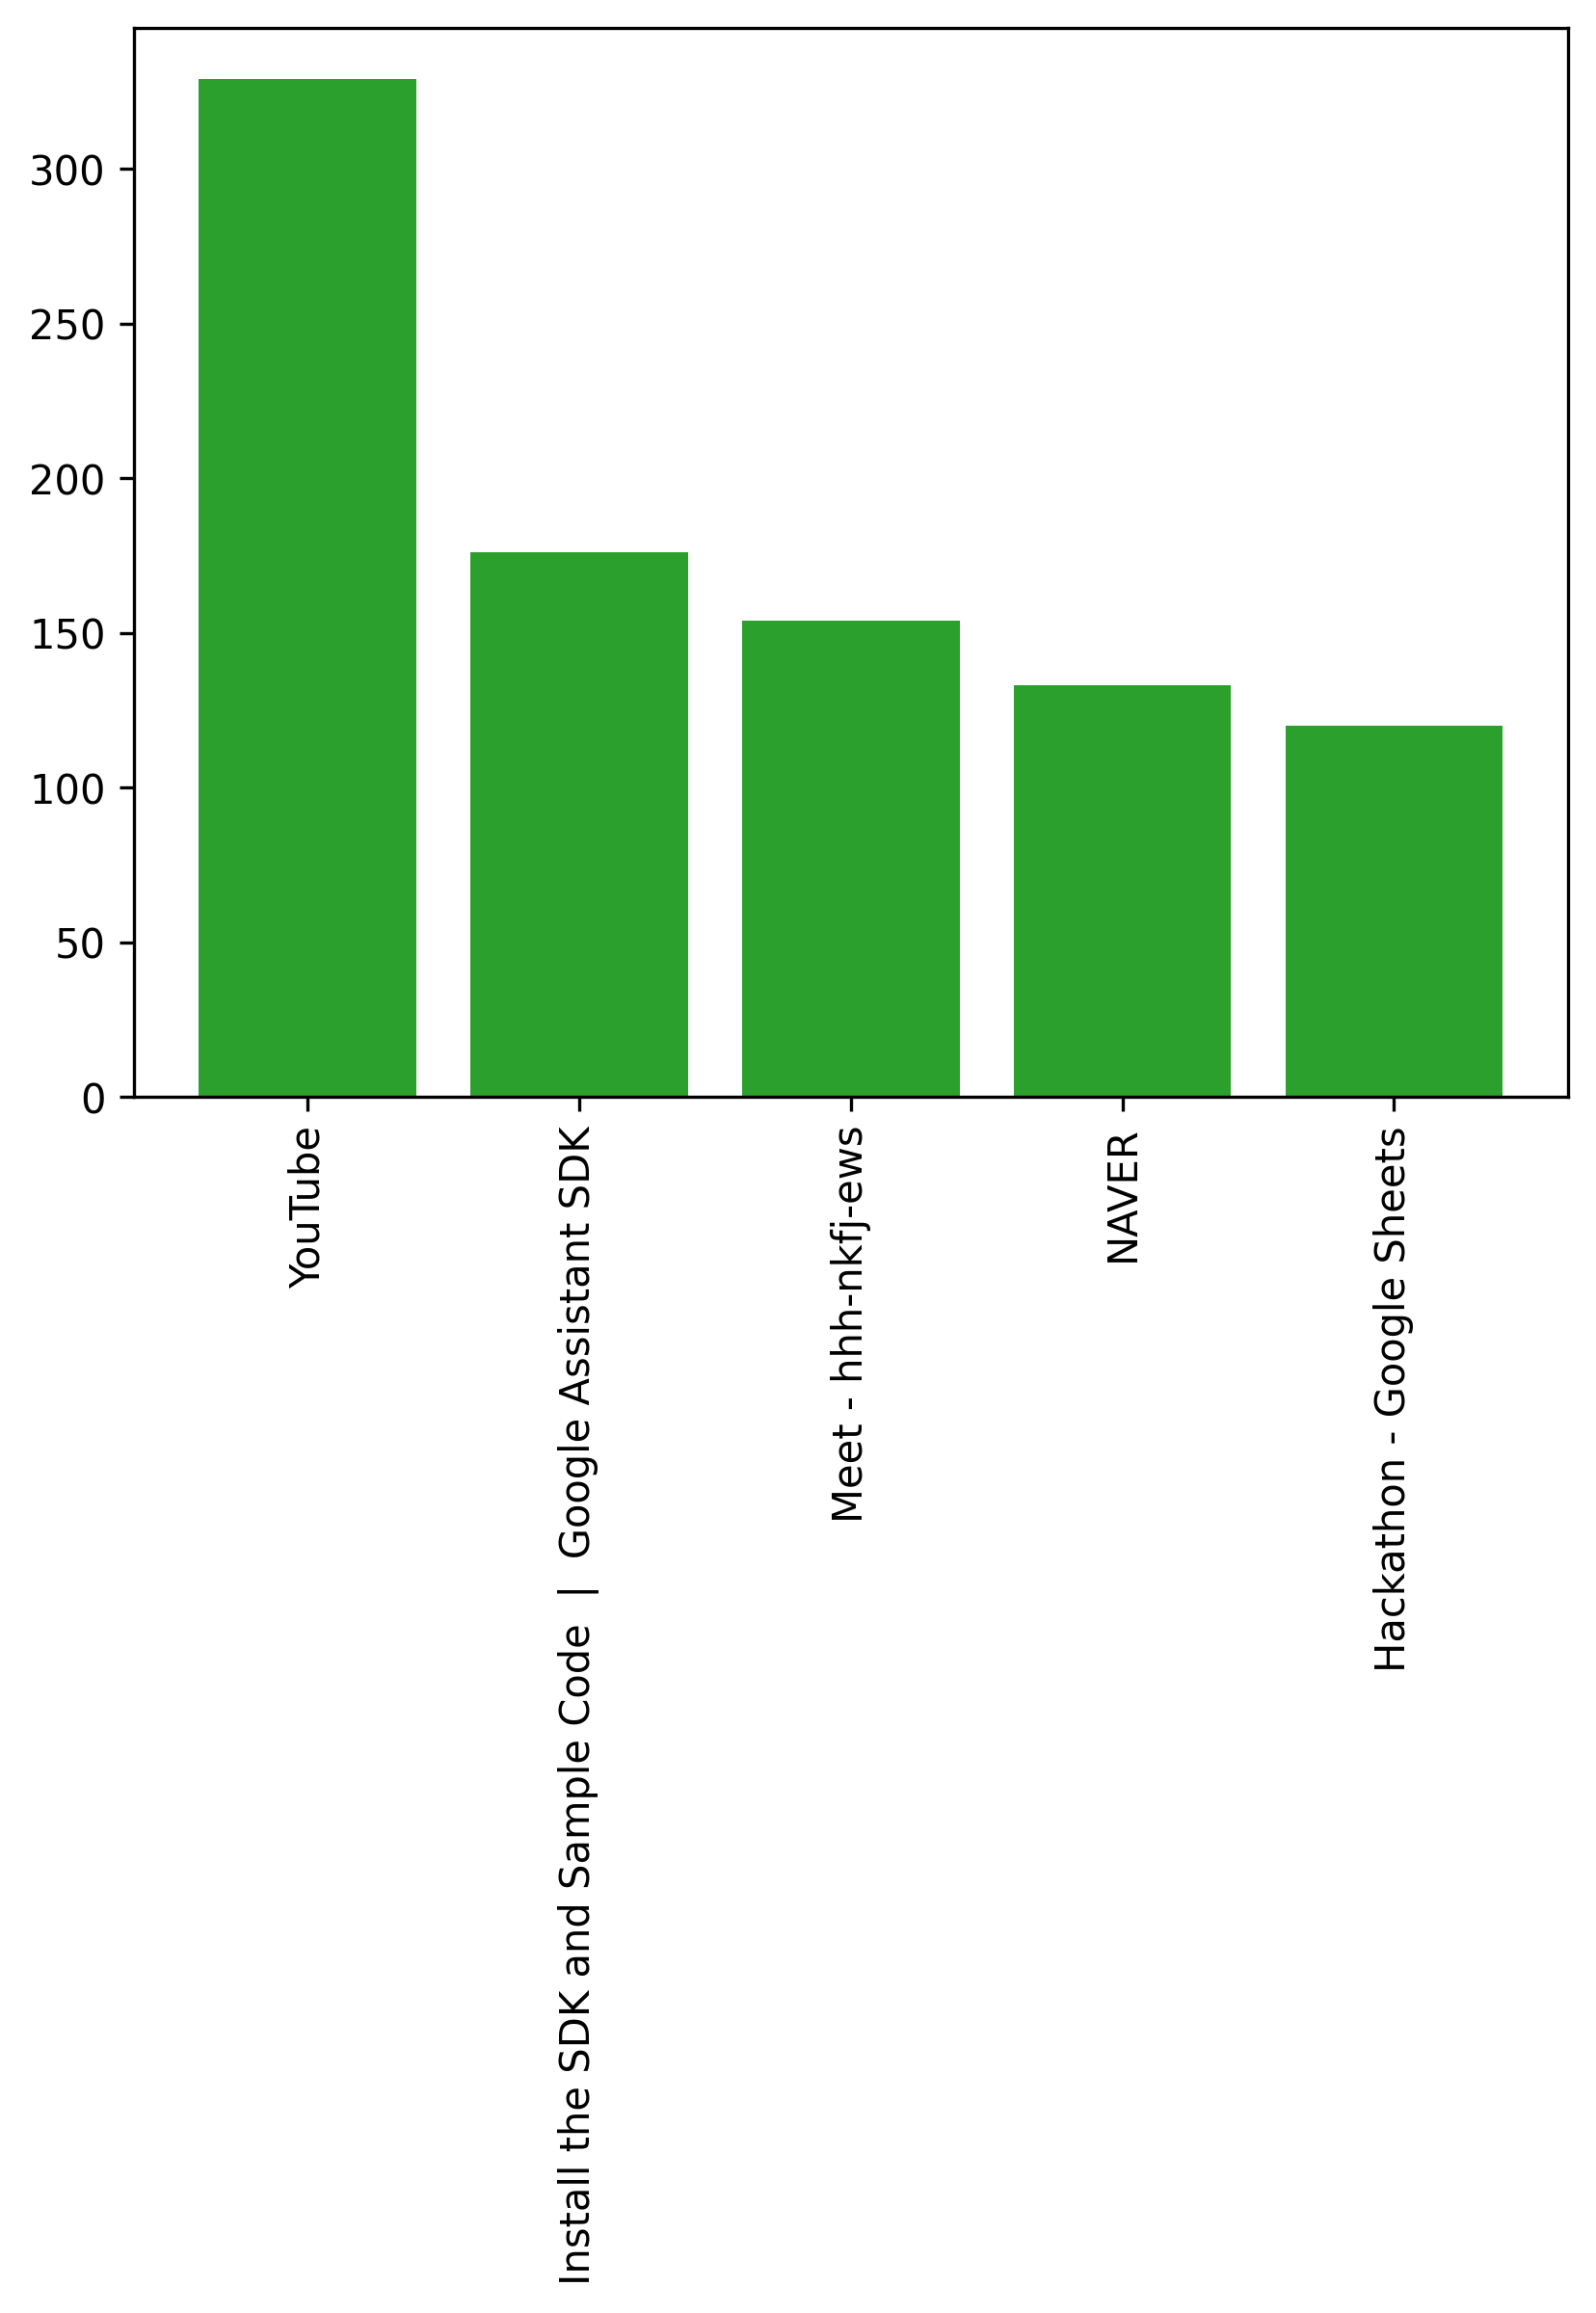 300
250
200
150
100
50
0
YouTube
Install the SDK and Sample Code | Google Assistant SDK
Meet - hhh-nkfj-ews
NAVER
Hackathon - Google Sheets